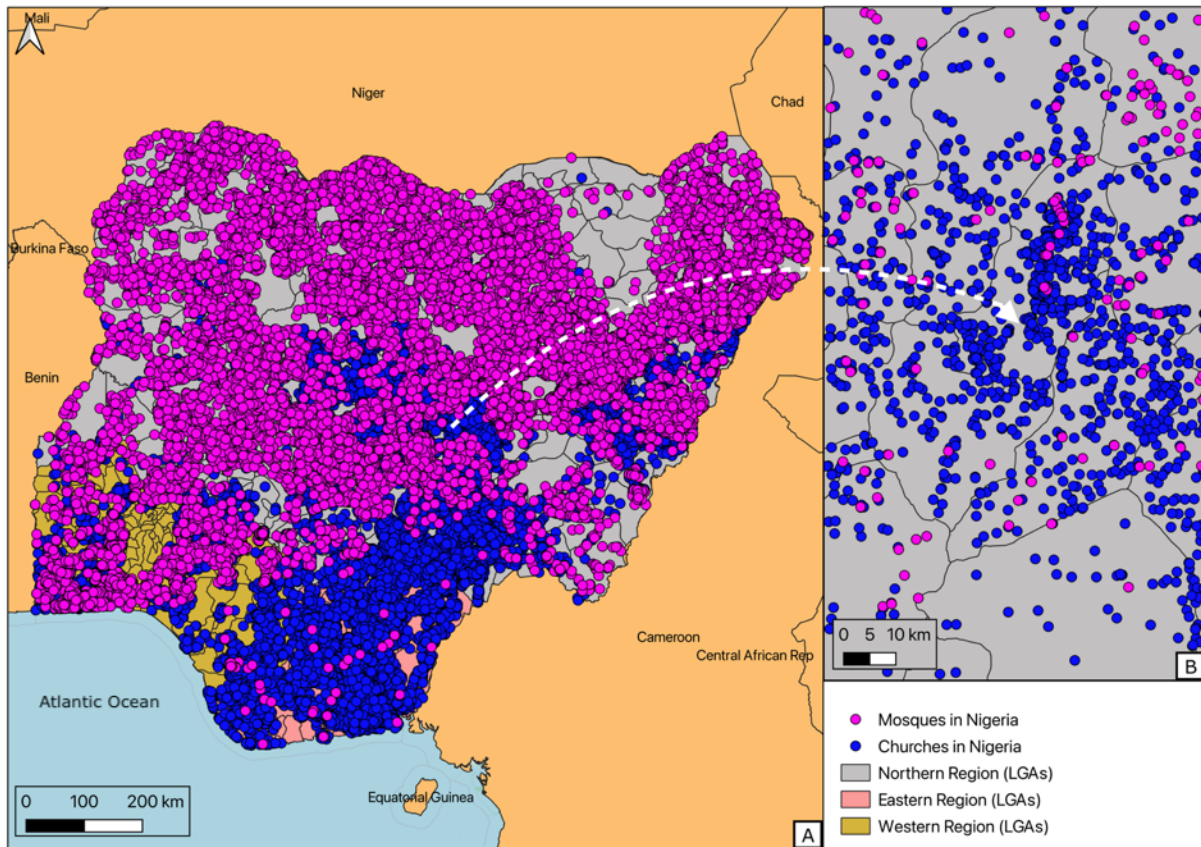 Mali
Niger
Chad
Burkina Faso
Benin
Cameroon
Central African Rep
Atlantic Ocean
Equatorial Guinea
0 100 200 km
A
0 5 10 km
B
Mosques in Nigeria
Churches in Nigeria
Northern Region (LGAs)
Eastern Region (LGAs)
Western Region (LGAs)